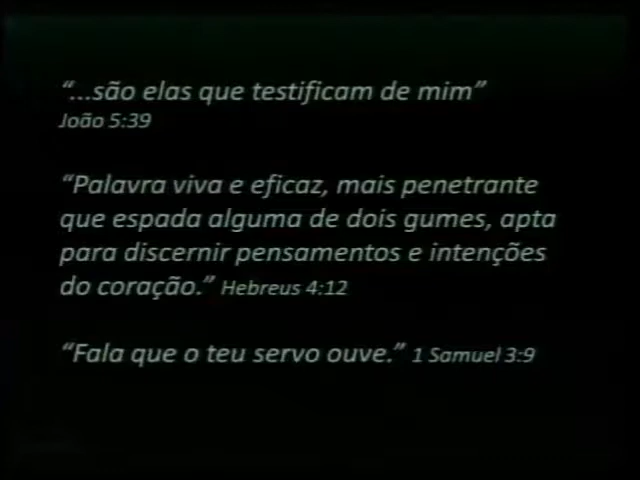 “...são elas que testificam de mim”
João 5:39
“Palavra viva e eficaz, mais penetrante
que espada alguma de dois gumes, apta
para discernir pensamentos e intenções
do coração.” Hebreus 4:12
“Fala que o teu servo ouve.” 1 Samuel 3:9